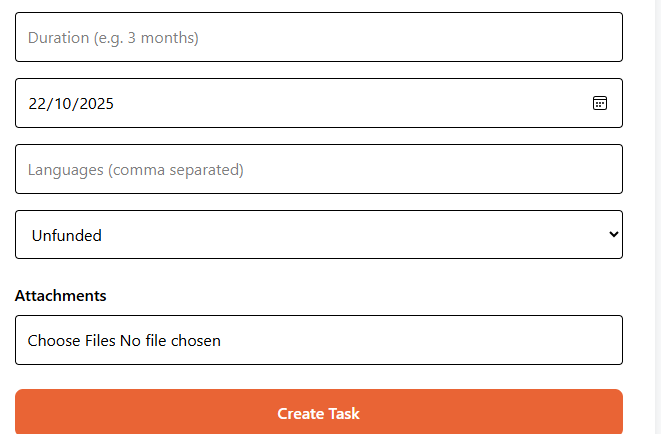 Duration (e.g. 3 months)
22/10/2025
Languages (comma separated)
Unfunded
Attachments
Choose Files No file chosen
Create Task